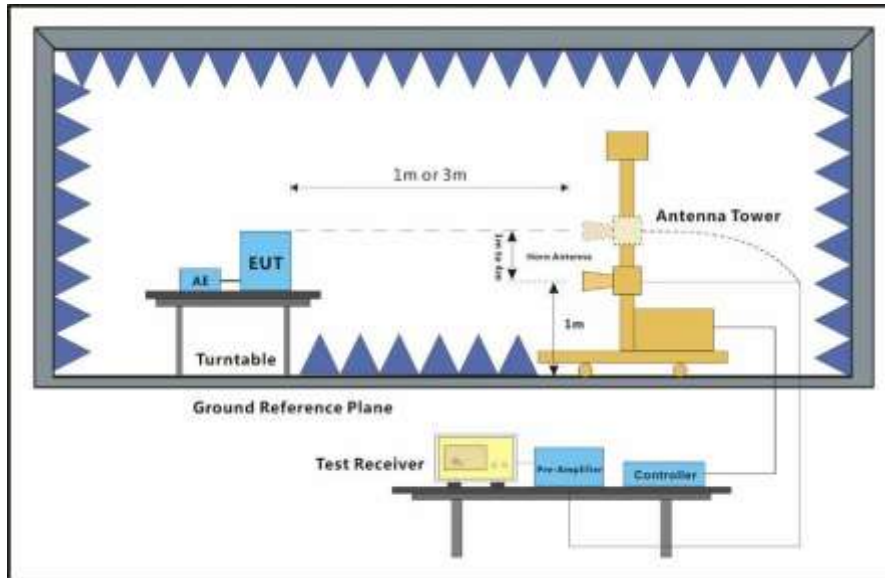 1m or 3m
Antenna Tower
1m to 4m
Horn Antenna
EUT
AE
1m
Turntable
Ground Reference Plane
Test Receiver
Pre-Amplifier
Controller